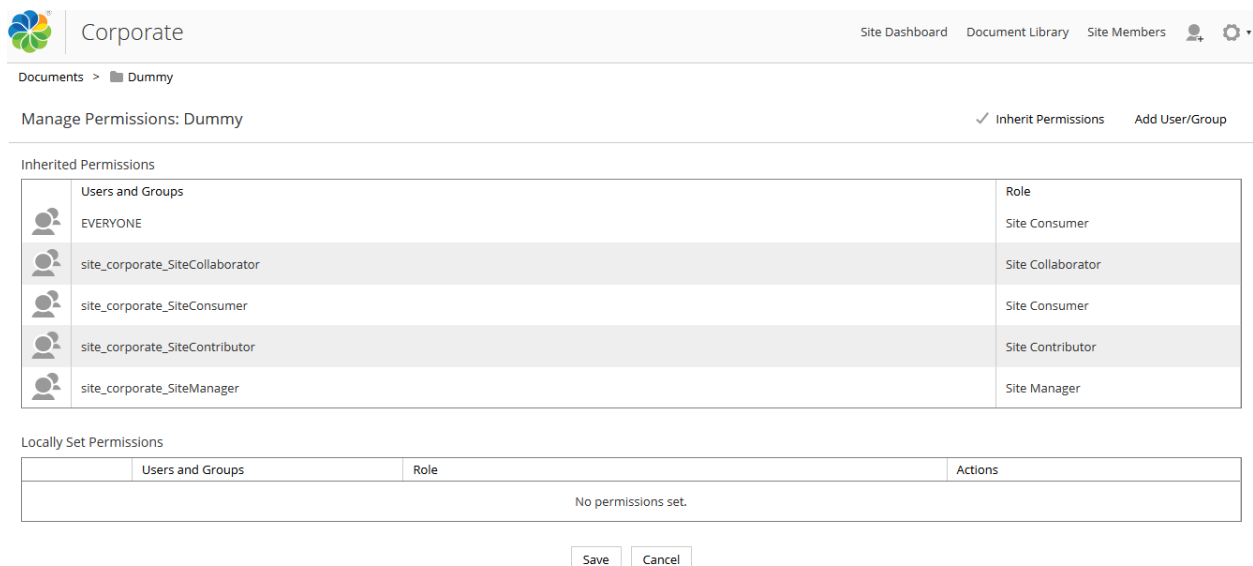 Corporate Site Dashboard Document Library Site Members
Documents > Dummy
Manage Permissions: Dummy Inherit Permissions Add User/Group
Inherited Permissions
Users and Groups Role
EVERYONE Site Consumer
site_corporate_SiteCollaborator Site Collaborator
site_corporate_SiteConsumer Site Consumer
site_corporate_SiteContributor Site Contributor
site_corporate_SiteManager Site Manager
Locally Set Permissions
Users and Groups Role Actions
No permissions set.
Save Cancel